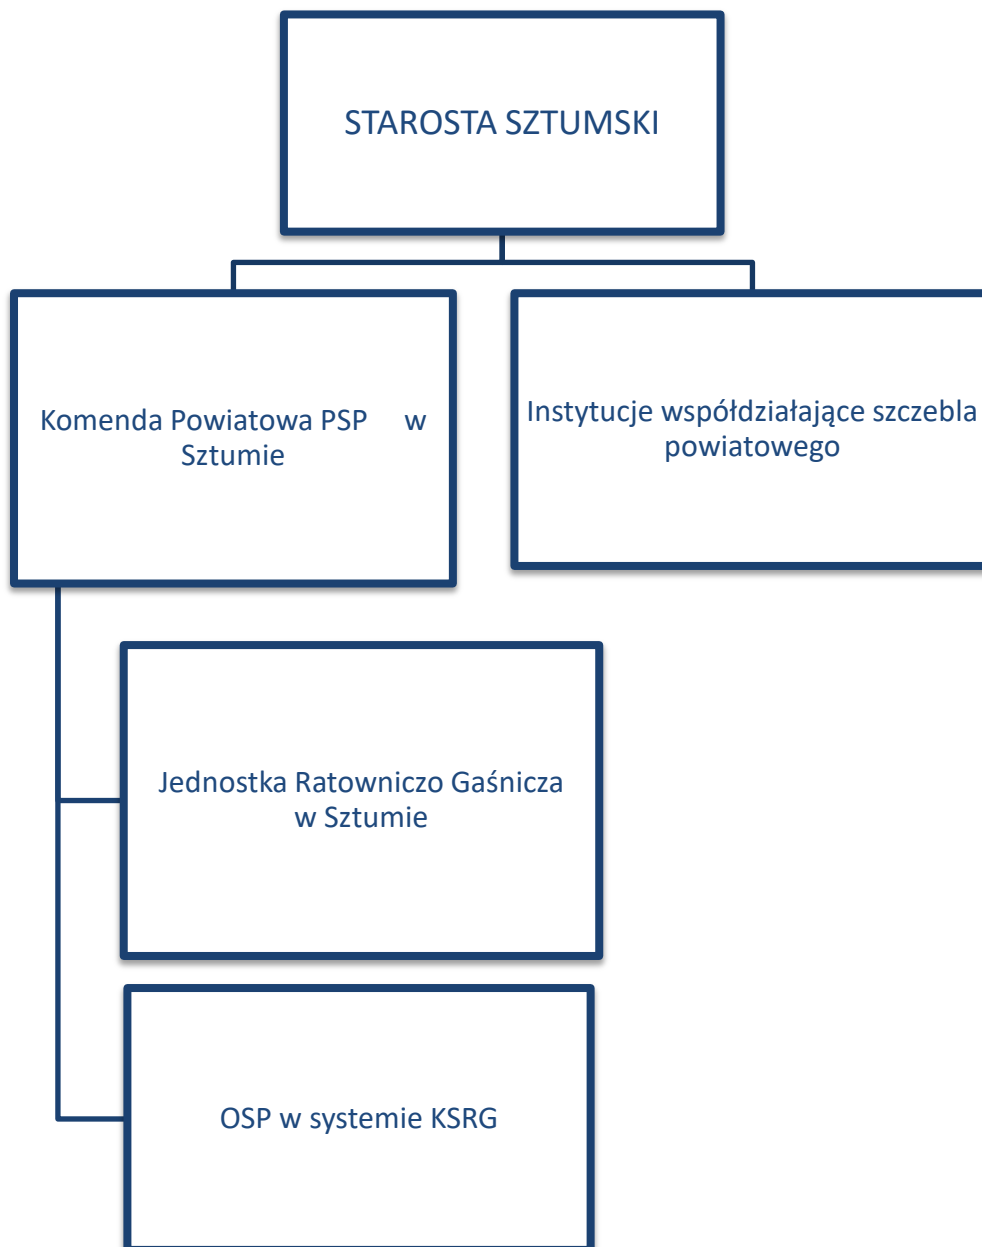 STAROSTA SZTUMSKI
Komenda Powiatowa PSP w
Sztumie
Instytucje współdziałające szczebla
powiatowego
Jednostka Ratowniczo Gaśnicza
w Sztumie
OSP w systemie KSRG